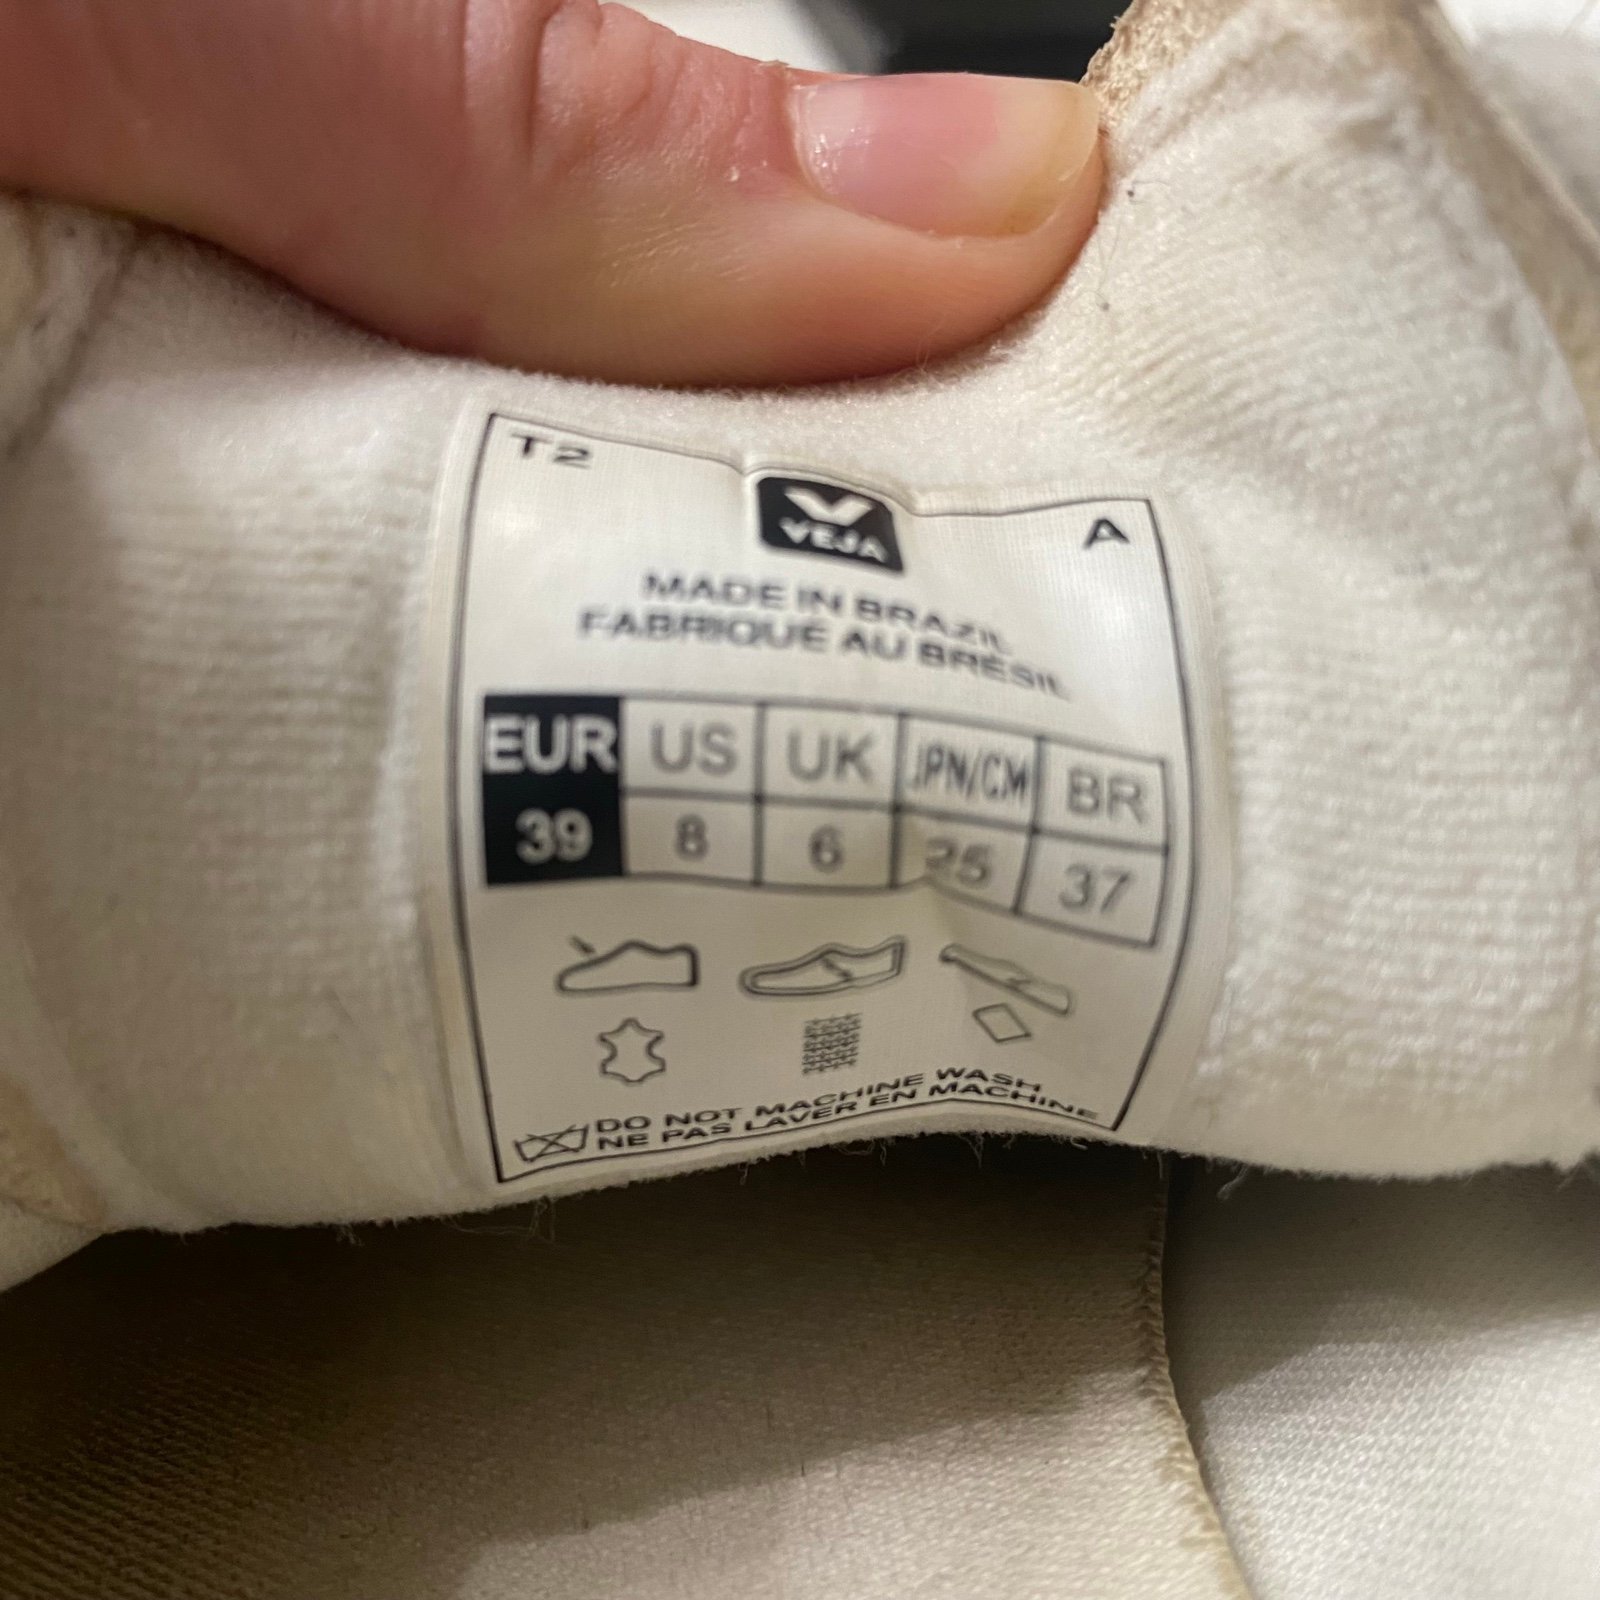 T2
VEJA
A
MADE IN BRAZIL
FABRIQUÉ AU BRÉSIL
EUR US UK JPN/CM BR
39 8 6 25 37
DO NOT MACHINE WASH
NE PAS LAVER EN MACHINE